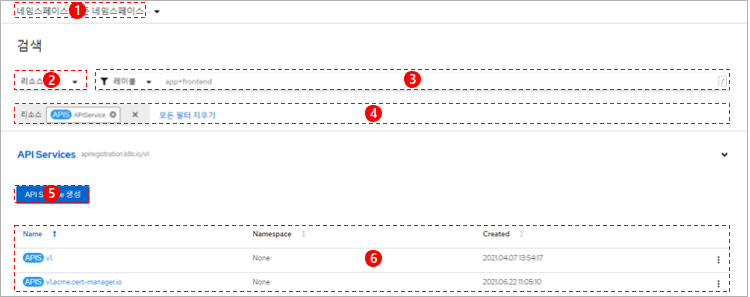 네임스페이스 1 네임스페이스
검색
리소스 2 레이블 app=frontend 3 /
리소스 APIS APIService 모든 필터 지우기 4
API Services apiregistration.k8s.io/v1
API 5 생성
Name Namespace Created
APIS v1. None 2021.04.07 13:54:17
6
APIS v1.acme.cert-manager.io None 2021.06.22 11:05:10